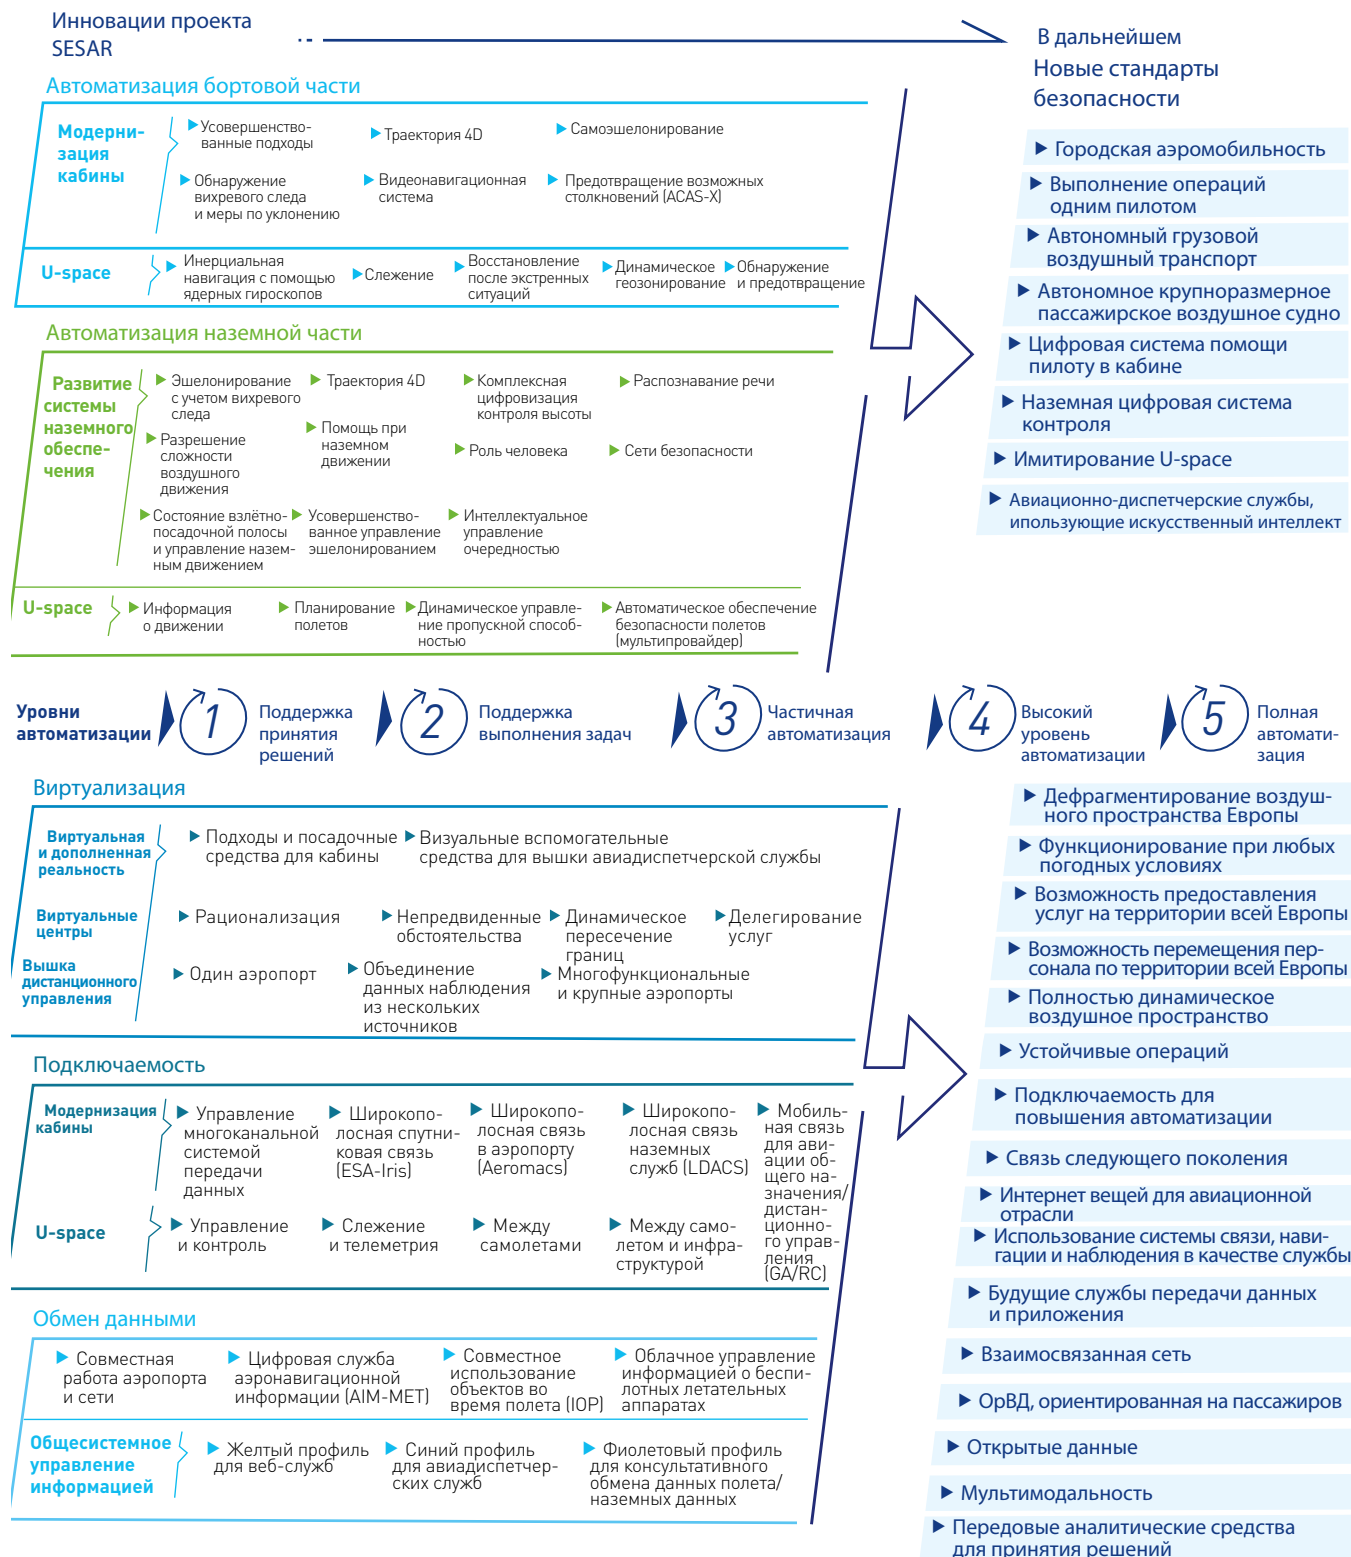 Инновации проекта
SESAR
В дальнейшем
Новые стандарты
безопасности
Автоматизация бортовой части
Модерни-
зация
кабины
Усовершенство-
ванные подходы
Траектория 4D
Самоэшелонирование
Обнаружение
вихревого следа
и меры по уклонению
Видеонавигационная
система
Предотвращение возможных
столкновений (ACAS-X)
U-space
Инерциальная
навигация с помощью
ядерных гироскопов
Слежение
Восстановление
после экстренных
ситуаций
Динамическое
геозонирование
Обнаружение
и предотвращение
Автоматизация наземной части
Развитие
системы
наземного
обеспе-
чения
Эшелонирование
с учетом вихревого
следа
Траектория 4D
Комплексная
цифровизация
контроля высоты
Распознавание речи
Разрешение
сложности
воздушного
движения
Помощь при
наземном
движении
Роль человека
Сети безопасности
Состояние взлётно-
посадочной полосы
и управление назем-
ным движением
Усовершенство-
ванное управление
эшелонированием
Интеллектуальное
управление
очередностью
U-space
Информация
о движении
Планирование
полетов
Динамическое управле-
ние пропускной способ-
ностью
Автоматическое обеспечение
безопасности полетов
(мультипровайдер)
Городская аэромобильность
Выполнение операций
одним пилотом
Автономный грузовой
воздушный транспорт
Автономное крупноразмерное
пассажирское воздушное судно
Цифровая система помощи
пилоту в кабине
Наземная цифровая система
контроля
Имитирование U-space
Авиационно-диспетчерские службы,
ипользующие искусственный интеллект
Уровни
автоматизации
1
Поддержка
принятия
решений
2
Поддержка
выполнения задач
3
Частичная
автоматизация
4
Высокий
уровень
автоматизации
5
Полная
автомати-
зация
Виртуализация
Виртуальная
и дополненная
реальность
Подходы и посадочные
средства для кабины
Визуальные вспомогательные
средства для вышки авиадиспетчерской службы
Виртуальные
центры
Рационализация
Непредвиденные
обстоятельства
Динамическое
пересечение
границ
Делегирование
услуг
Вышка
дистанционного
управления
Один аэропорт
Объединение
данных наблюдения
из нескольких
источников
Многофункциональные
и крупные аэропорты
Подключаемость
Модернизация
кабины
Управление
многоканальной
системой
передачи
данных
Широкопо-
лосная спутни-
ковая связь
(ESA-Iris)
Широкопо-
лосная связь
в аэропорту
(Aeromacs)
Широкопо-
лосная связь
наземных
служб (LDACS)
Мобиль-
ная связь
для ави-
ации об-
щего на-
значения/
дистан-
ционно-
го управ-
ления
(GA/RC)
U-space
Управление
и контроль
Слежение
и телеметрия
Между
самолетами
Между само-
летом и инфра-
структурой
Обмен данными
Совместная
работа аэропорта
и сети
Цифровая служба
аэронавигационной
информации (AIM-MET)
Совместное
использование
объектов во
время полета (IOP)
Облачное управление
информацией о беспи-
лотных летательных
аппаратах
Общесистемное
управление
информацией
Желтый профиль
для веб-служб
Синий профиль
для авиадиспетчер-
ских служб
Фиолетовый профиль
для консультативного
обмена данных полета/
наземных данных
Дефрагментирование воздуш-
ного пространства Европы
Функционирование при любых
погодных условиях
Возможность предоставления
услуг на территории всей Европы
Возможность перемещения пер-
сонала по территории всей Европы
Полностью динамическое
воздушное пространство
Устойчивые операций
Подключаемость для
повышения автоматизации
Связь следующего поколения
Интернет вещей для авиационной
отрасли
Использование системы связи, нави-
гации и наблюдения в качестве службы
Будущие службы передачи данных
и приложения
Взаимосвязанная сеть
ОрВД, ориентированная на пассажиров
Открытые данные
Мультимодальность
Передовые аналитические средства
для принятия решений